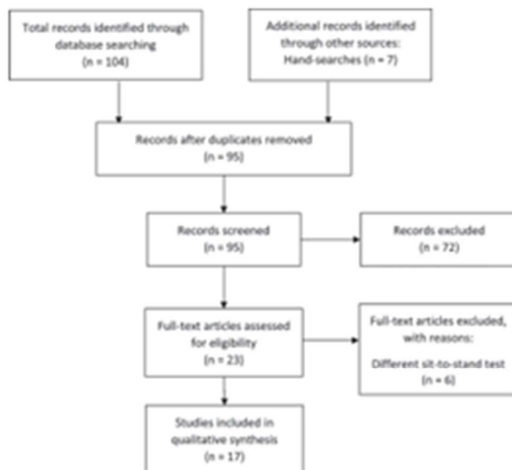 Total records identified through
database searching
(n = 104)
Additional records identified
through other sources:
Hand-searches (n = 7)
Records after duplicates removed
(n = 95)
Records screened
(n = 95)
Records excluded
(n = 72)
Full-text articles assessed
for eligibility
(n = 23)
Full-text articles excluded,
with reasons:
Different sit-to-stand test
(n = 6)
Studies included in
qualitative synthesis
(n = 17)